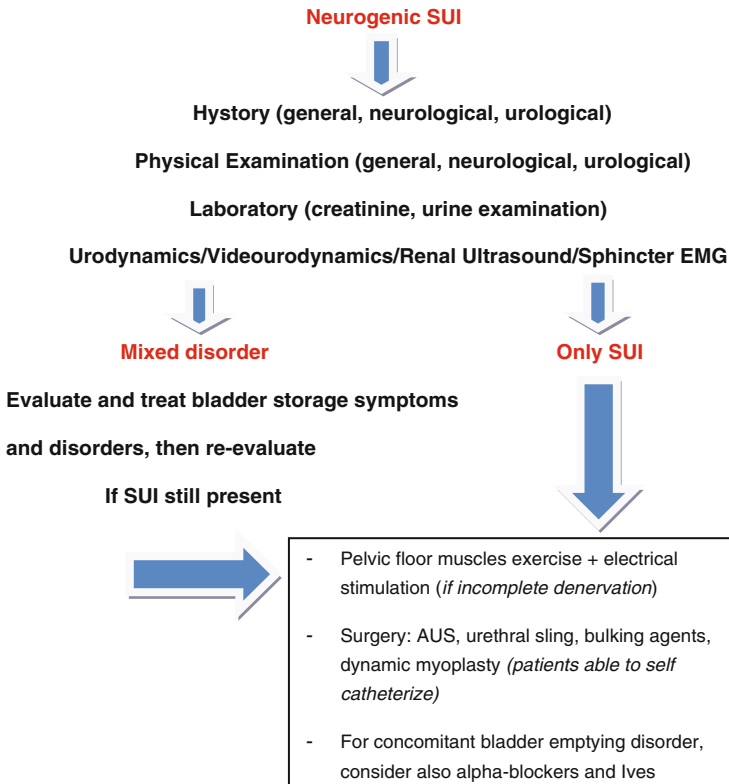 Neurogenic SUI
Hystory (general, neurological, urological)
Physical Examination (general, neurological, urological)
Laboratory (creatinine, urine examination)
Urodynamics/Videourodynamics/Renal Ultrasound/Sphincter EMG
Mixed disorder
Evaluate and treat bladder storage symptoms
and disorders, then re-evaluate
If SUI still present
Only SUI
- Pelvic floor muscles exercise + electrical
stimulation (if incomplete denervation)
- Surgery: AUS, urethral sling, bulking agents,
dynamic myoplasty (patients able to self
catheterize)
- For concomitant bladder emptying disorder,
consider also alpha-blockers and Ives